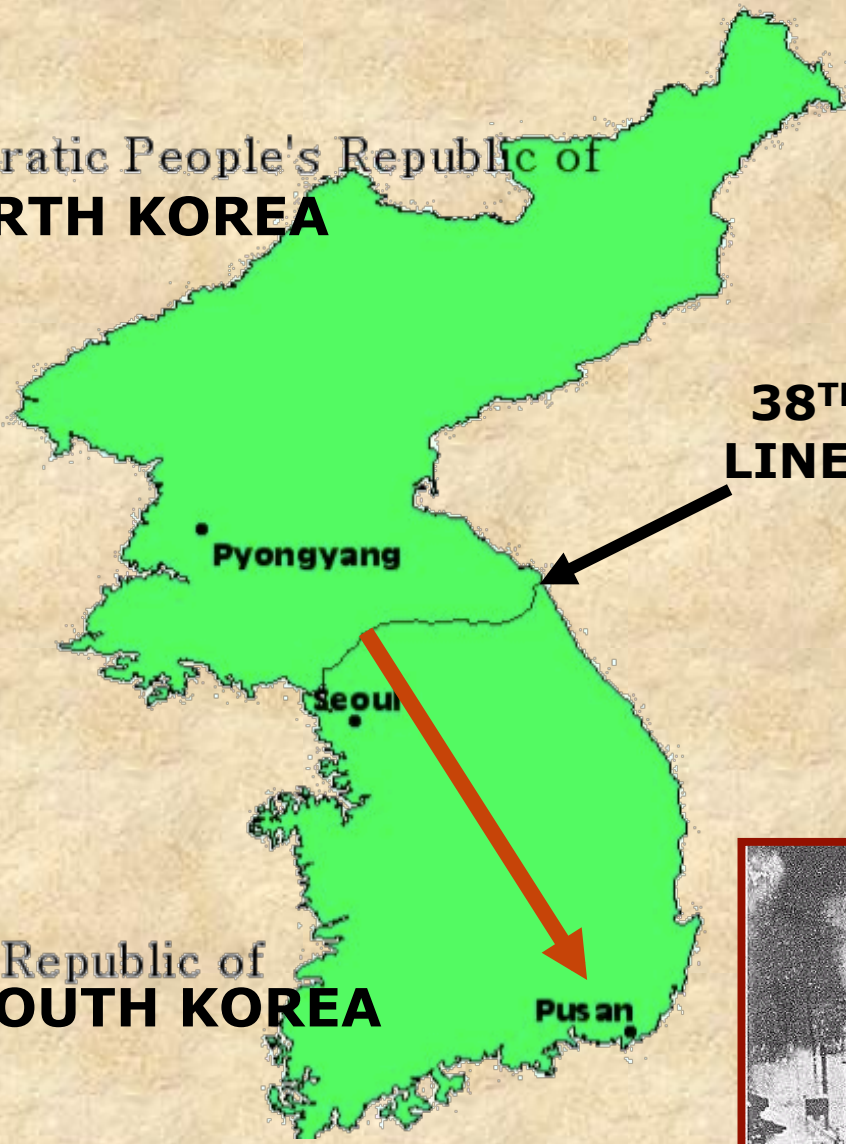 ratic People's Republic of
RTH KOREA
38TH
LINE
Pyongyang
Seoul
Republic of
OUTH KOREA
Pusan